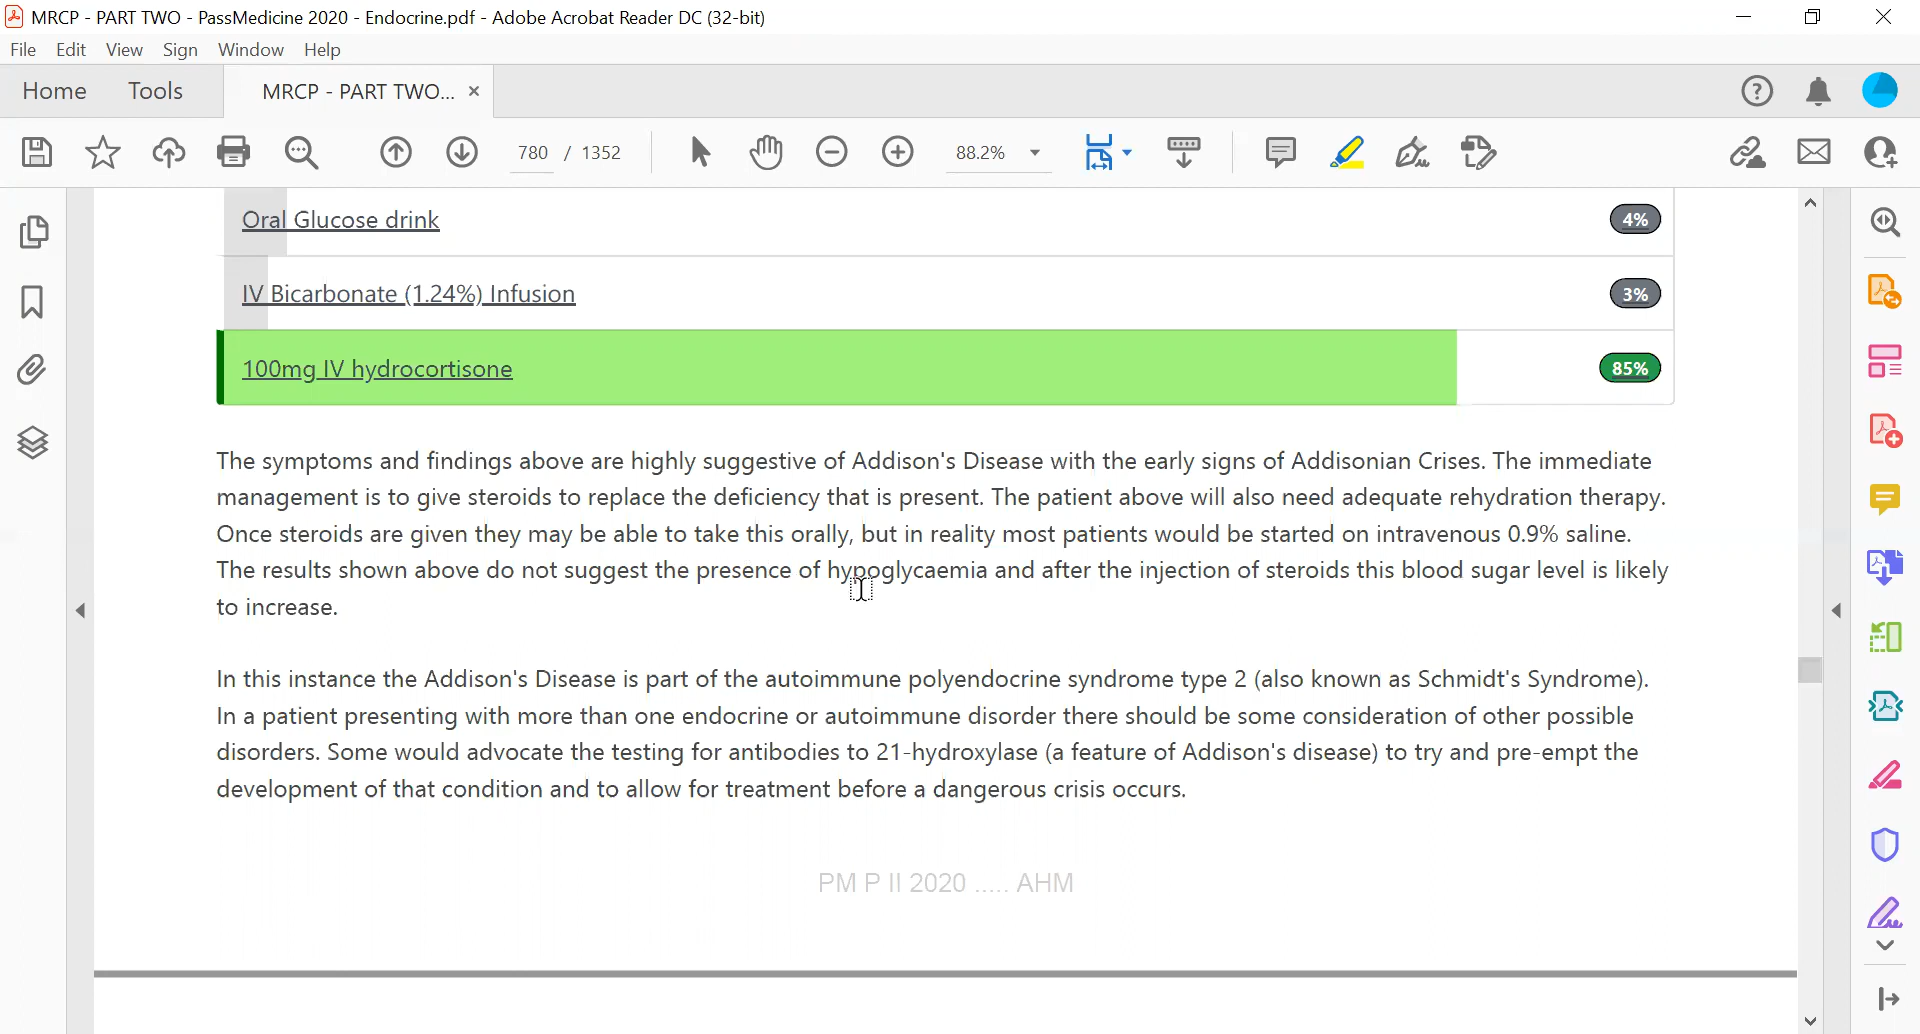 MRCP - PART TWO - PassMedicine 2020 - Endocrine.pdf - Adobe Acrobat Reader DC (32-bit)
File Edit View Sign Window Help
Home Tools MRCP - PART TWO... ×
780 / 1352 88.2%
Oral Glucose drink 4%
IV Bicarbonate (1.24%) Infusion 3%
100mg IV hydrocortisone 85%
The symptoms and findings above are highly suggestive of Addison's Disease with the early signs of Addisonian Crises. The immediate
management is to give steroids to replace the deficiency that is present. The patient above will also need adequate rehydration therapy.
Once steroids are given they may be able to take this orally, but in reality most patients would be started on intravenous 0.9% saline.
The results shown above do not suggest the presence of hypoglycaemia and after the injection of steroids this blood sugar level is likely
to increase.
In this instance the Addison's Disease is part of the autoimmune polyendocrine syndrome type 2 (also known as Schmidt's Syndrome).
In a patient presenting with more than one endocrine or autoimmune disorder there should be some consideration of other possible
disorders. Some would advocate the testing for antibodies to 21-hydroxylase (a feature of Addison's disease) to try and pre-empt the
development of that condition and to allow for treatment before a dangerous crisis occurs.
PM P II 2020 ..... AHM